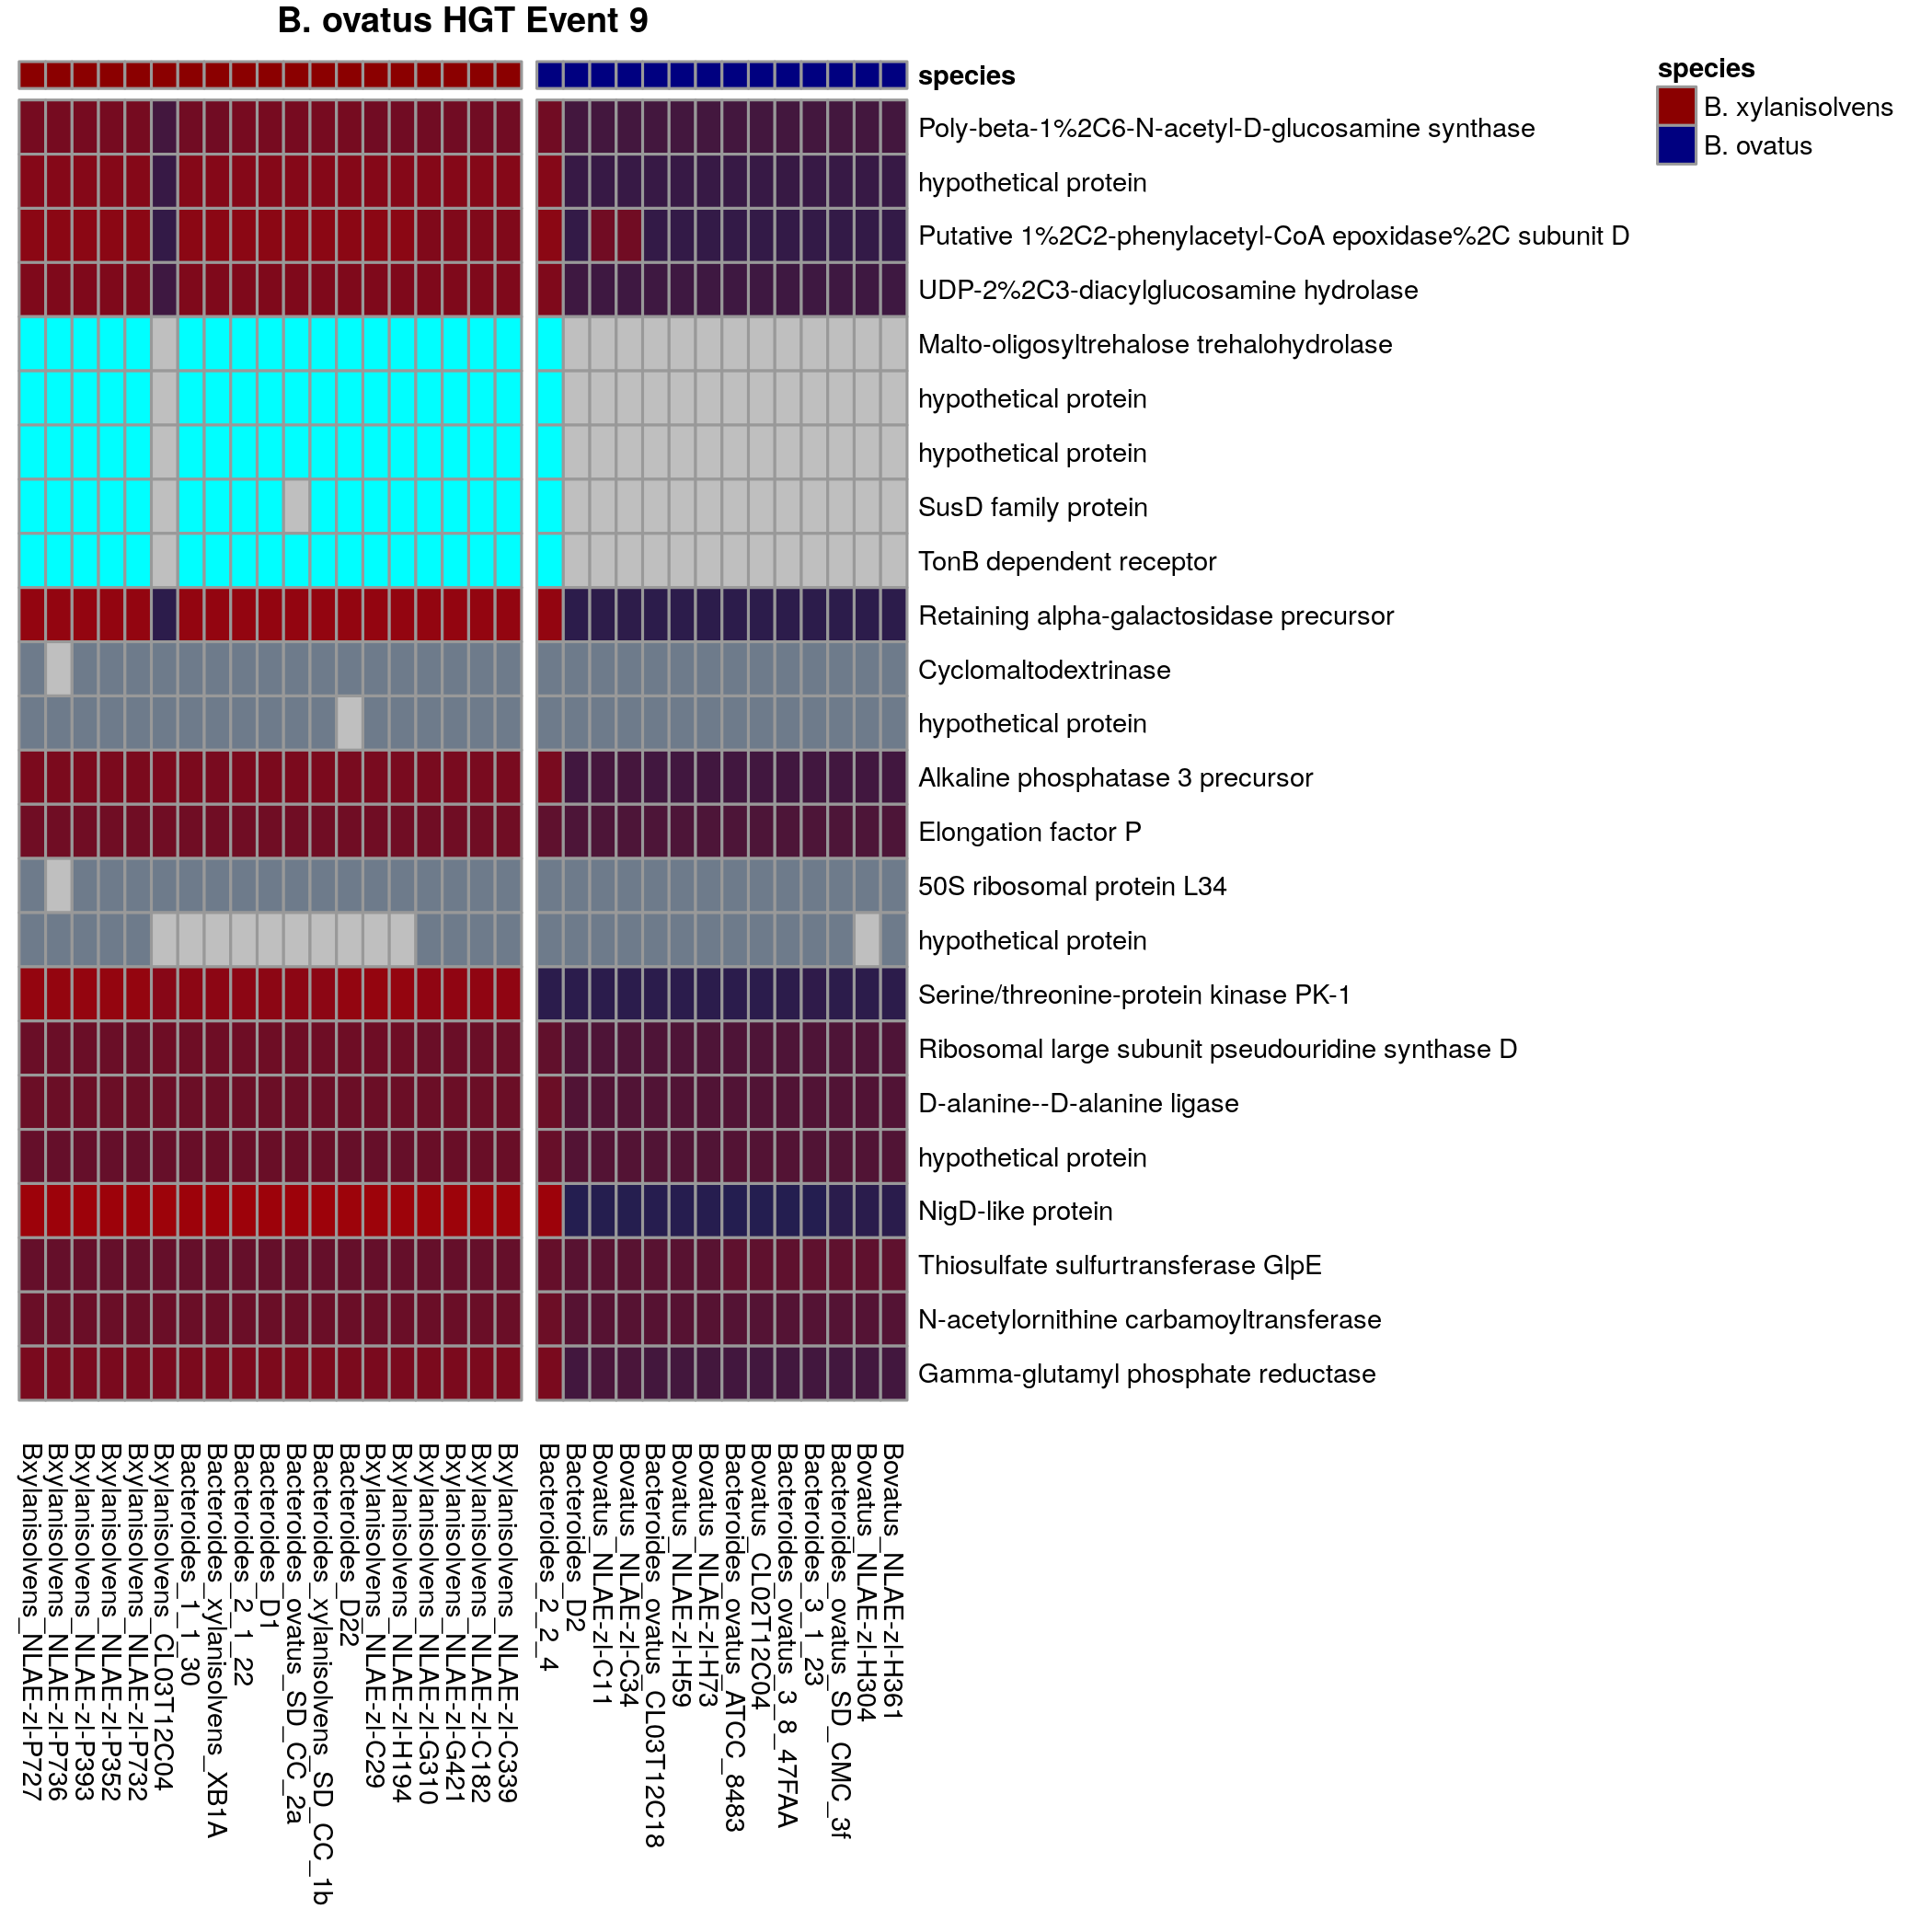 B. ovatus HGT Event 9
species
species
B. xylanisolvens
B. ovatus
Poly-beta-1%2C6-N-acetyl-D-glucosamine synthase
hypothetical protein
Putative 1%2C2-phenylacetyl-CoA epoxidase%2C subunit D
UDP-2%2C3-diacylglucosamine hydrolase
Malto-oligosyltrehalose trehalohydrolase
hypothetical protein
hypothetical protein
SusD family protein
TonB dependent receptor
Retaining alpha-galactosidase precursor
Cyclomaltodextrinase
hypothetical protein
Alkaline phosphatase 3 precursor
Elongation factor P
50S ribosomal protein L34
hypothetical protein
Serine/threonine-protein kinase PK-1
Ribosomal large subunit pseudouridine synthase D
D-alanine--D-alanine ligase
hypothetical protein
NigD-like protein
Thiosulfate sulfurtransferase GlpE
N-acetylornithine carbamoyltransferase
Gamma-glutamyl phosphate reductase
Bxylanisolvens_NLAE-zl-P727
Bxylanisolvens_NLAE-zl-P736
Bxylanisolvens_NLAE-zl-P393
Bxylanisolvens_NLAE-zl-P352
Bxylanisolvens_NLAE-zl-P732
Bxylanisolvens_CL03T12C04
Bacteroides_1_1_30
Bacteroides_xylanisolvens_XB1A
Bacteroides_2_1_22
Bacteroides_D1
Bacteroides_ovatus_SD_CC_2a
Bacteroides_xylanisolvens_SD_CC_1b
Bacteroides_D22
Bxylanisolvens_NLAE-zl-C29
Bxylanisolvens_NLAE-zl-H194
Bxylanisolvens_NLAE-zl-G310
Bxylanisolvens_NLAE-zl-G421
Bxylanisolvens_NLAE-zl-C182
Bxylanisolvens_NLAE-zl-C339
Bacteroides_2_2_4
Bacteroides_D2
Bovatus_NLAE-zl-C11
Bovatus_NLAE-zl-C34
Bacteroides_ovatus_CL03T12C18
Bovatus_NLAE-zl-H59
Bovatus_NLAE-zl-H73
Bacteroides_ovatus_ATCC_8483
Bovatus_CL02T12C04
Bacteroides_ovatus_3_8_47FAA
Bacteroides_3_1_23
Bacteroides_ovatus_SD_CMC_3f
Bovatus_NLAE-zl-H304
Bovatus_NLAE-zl-H361